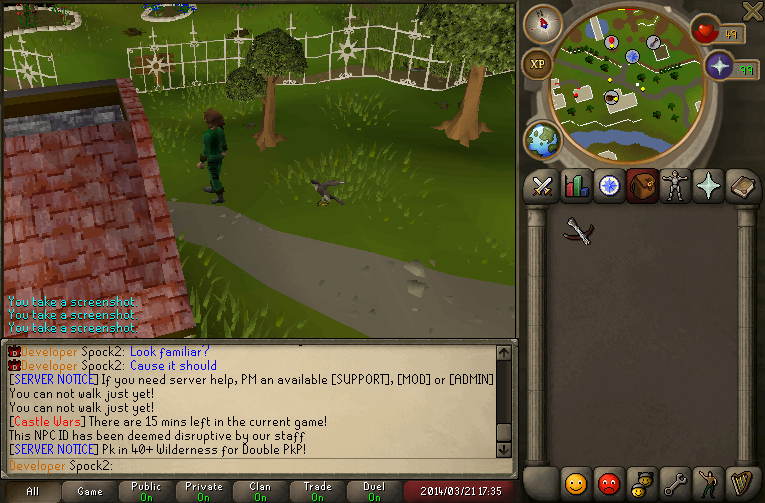 XP
49
99
You take a screenshot.
You take a screenshot.
You take a screenshot.
Developer Spock2: Look familiar?
Developer Spock2: Cause it should
[SERVER NOTICE] If you need server help, PM an available [SUPPORT], [MOD] or [ADMIN]
You can not walk just yet!
You can not walk just yet!
[Castle Wars] There are 15 mins left in the current game!
This NPC ID has been deemed disruptive by our staff
[SERVER NOTICE] Pk in 40+ Wilderness for Double PkP!
Developer Spock2:
All
Game
Public
On
Private
On
Clan
On
Trade
On
Duel
On
2014/03/21 17:35